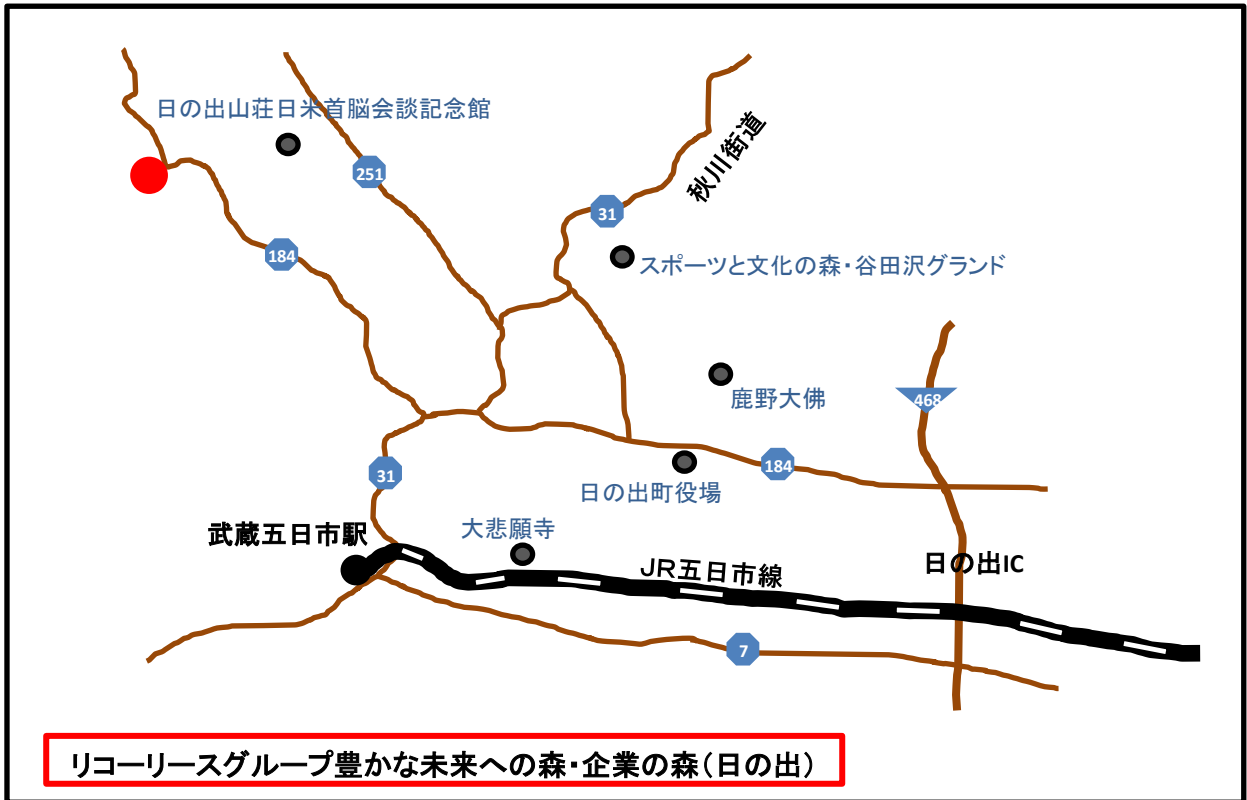 日の出山荘日米首脳会談記念館
秋川街道
251
31
184
スポーツと文化の森・谷田沢グランド
鹿野大佛
468
31
184
日の出町役場
武蔵五日市駅
大悲願寺
JR五日市線
日の出IC
7
リコーリースグループ豊かな未来への森・企業の森(日の出)